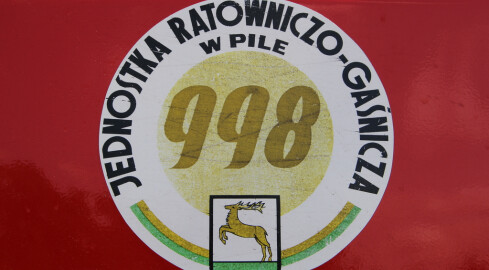 JEDNOSTKA RATOWNICZO-GAŚNICZA
W PILE
998